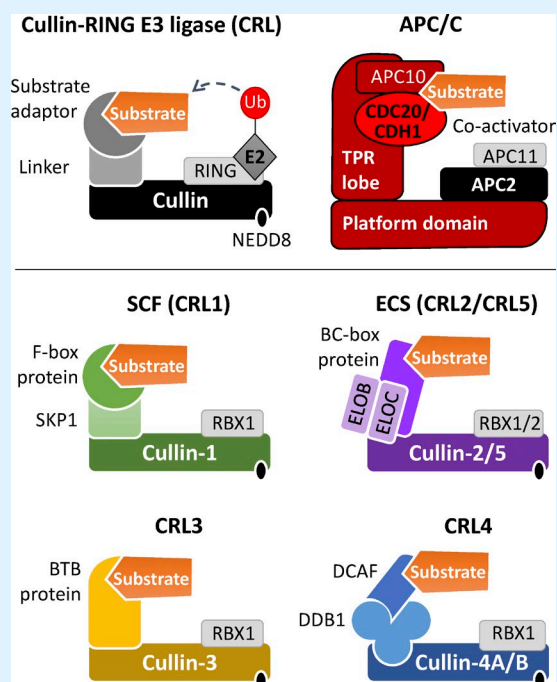 Cullin-RING E3 ligase (CRL)
Substrate
adaptor
Substrate
Ub
E2
Linker
RING
Cullin
NEDD8
APC/C
APC10
Substrate
CDC20/
CDH1
Co-activator
TPR
lobe
APC11
APC2
Platform domain
SCF (CRL1)
F-box
protein
Substrate
SKP1
RBX1
Cullin-1
ECS (CRL2/CRL5)
BC-box
protein
Substrate
ELOB
ELOC
RBX1/2
Cullin-2/5
CRL3
BTB
protein
Substrate
RBX1
Cullin-3
CRL4
DCAF
Substrate
DDB1
RBX1
Cullin-4A/B